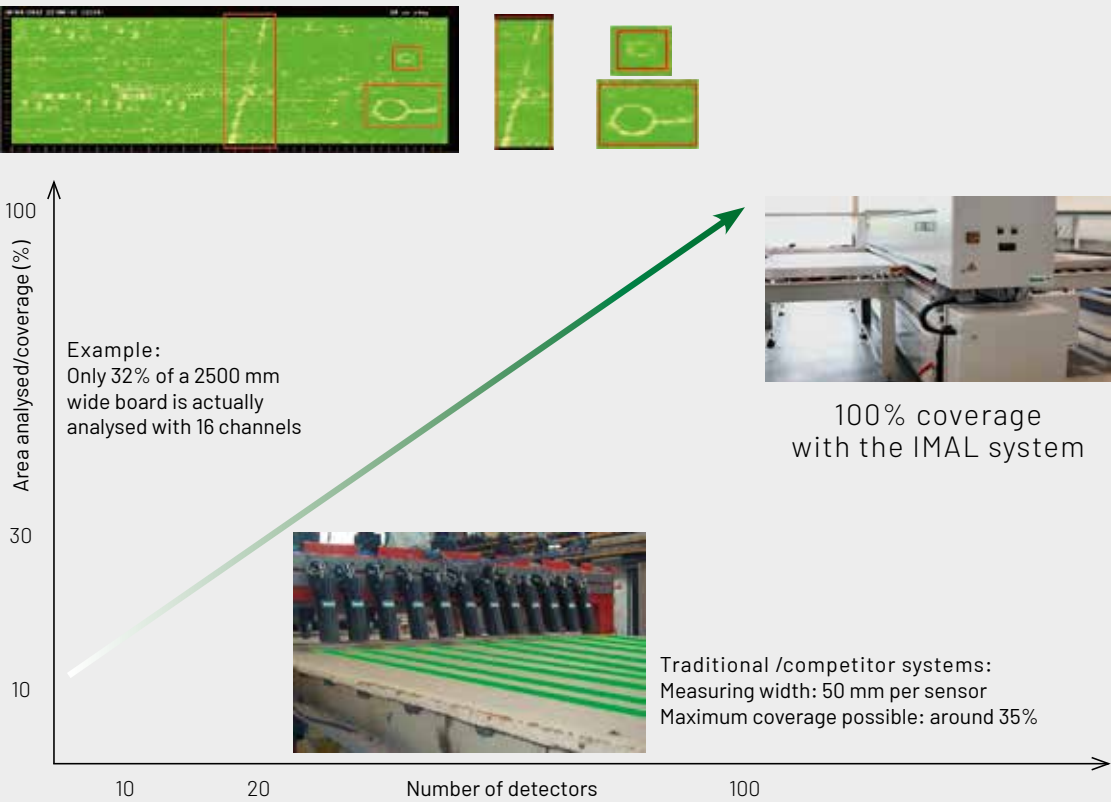 100
Area analysed/coverage (%)
Example:
Only 32% of a 2500 mm
wide board is actually
analysed with 16 channels
100% coverage
with the IMAL system
30
Traditional /competitor systems:
Measuring width: 50 mm per sensor
Maximum coverage possible: around 35%
10
10
20
Number of detectors
100